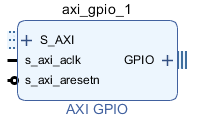 axi_gpio_1
S_AXI
s_axi_aclk GPIO
s_axi_aresetn
AXI GPIO